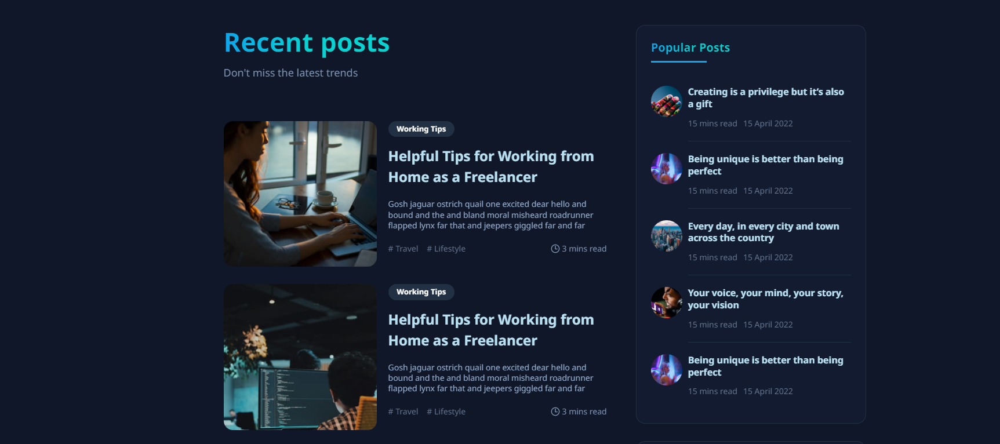 Recent posts
Don't miss the latest trends
Working Tips
Helpful Tips for Working from
Home as a Freelancer
Gosh jaguar ostrich quail one excited dear hello and
bound and the and bland moral misheard roadrunner
flapped lynx far that and jeepers giggled far and far
# Travel # Lifestyle 3 mins read
Working Tips
Helpful Tips for Working from
Home as a Freelancer
Gosh jaguar ostrich quail one excited dear hello and
bound and the and bland moral misheard roadrunner
flapped lynx far that and jeepers giggled far and far
# Travel # Lifestyle 3 mins read
Popular Posts
Creating is a privilege but it’s also
a gift
15 mins read 15 April 2022
Being unique is better than being
perfect
15 mins read 15 April 2022
Every day, in every city and town
across the country
15 mins read 15 April 2022
Your voice, your mind, your story,
your vision
15 mins read 15 April 2022
Being unique is better than being
perfect
15 mins read 15 April 2022